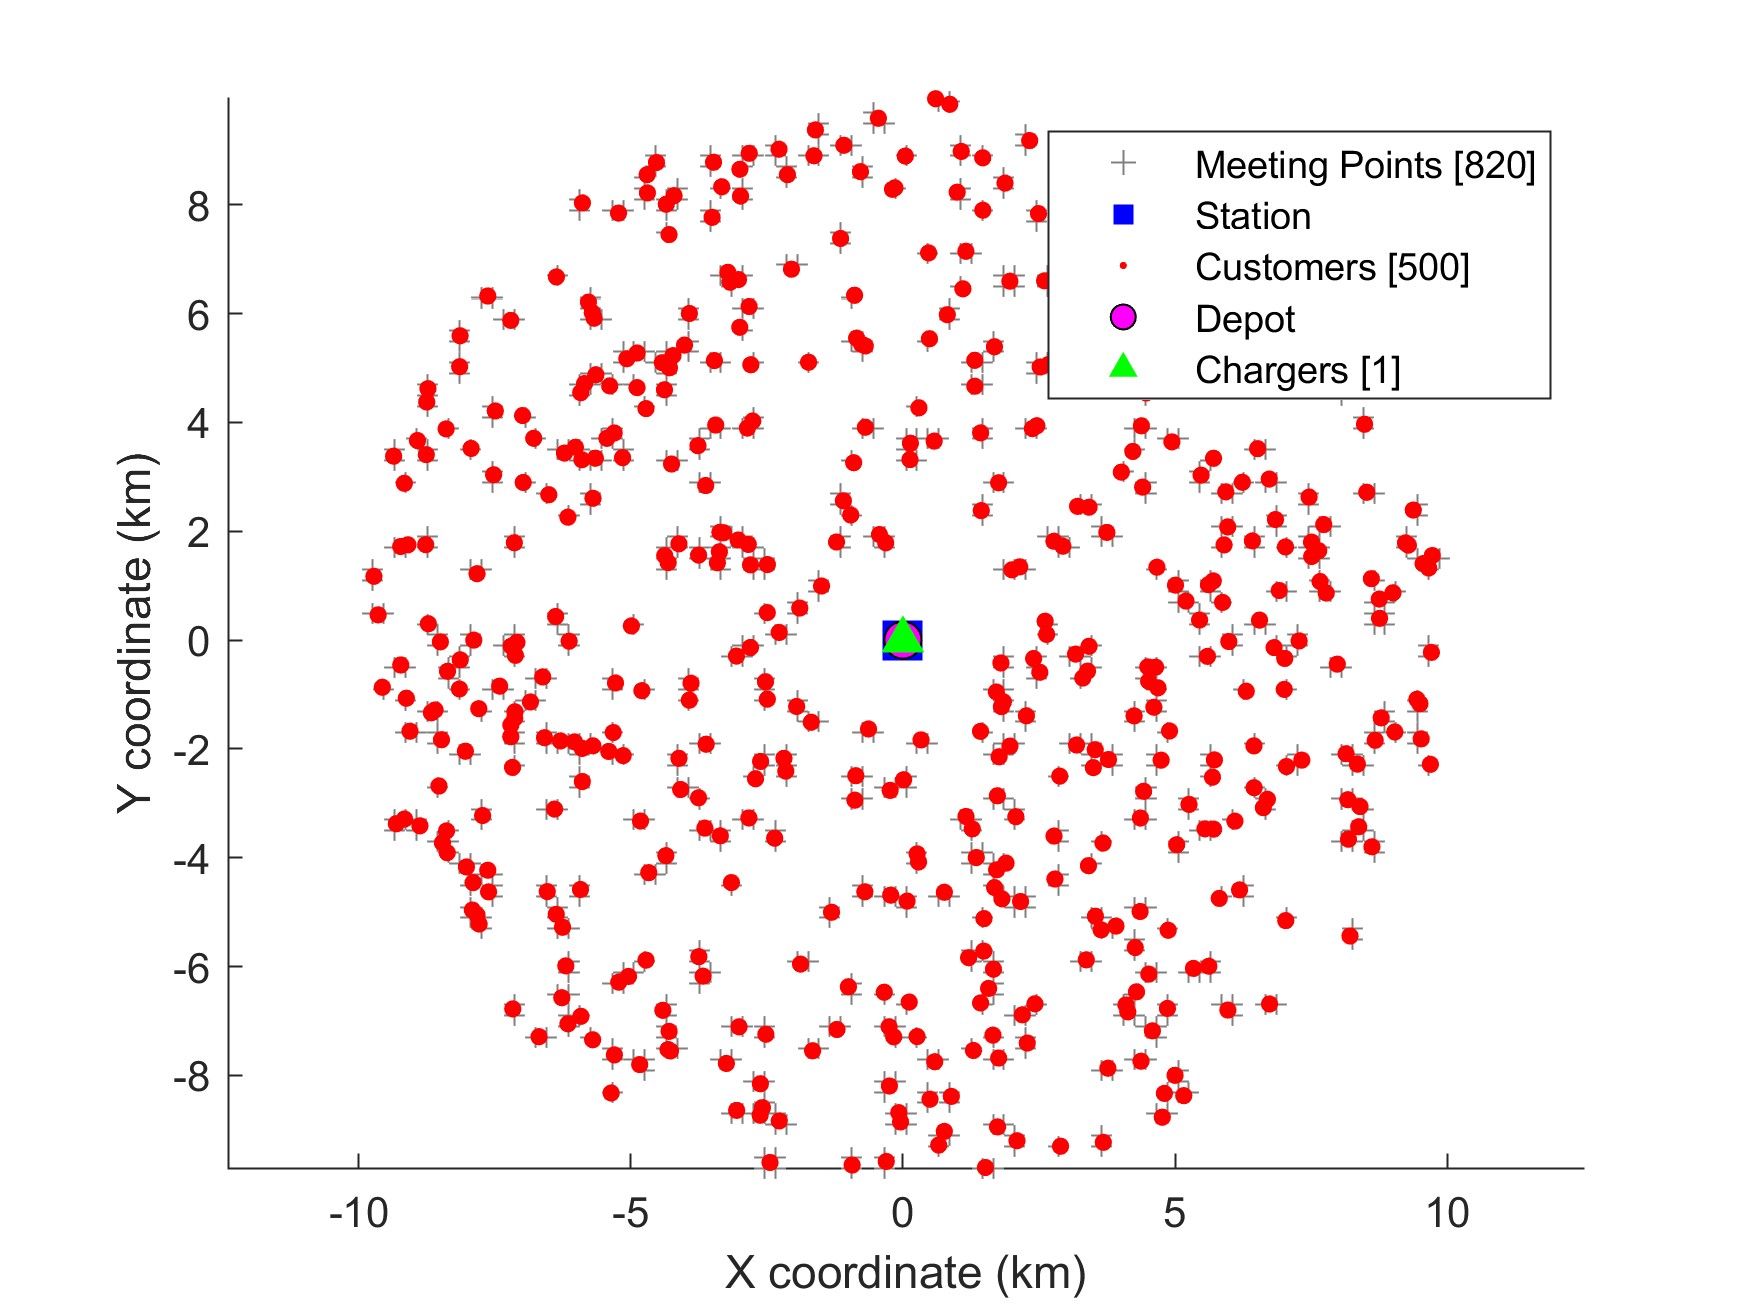 Meeting Points [820]
Station
Customers [500]
Depot
Chargers [1]
8
6
4
2
0
-2
-4
-6
-8
Y coordinate (km)
-10
-5
0
5
10
X coordinate (km)